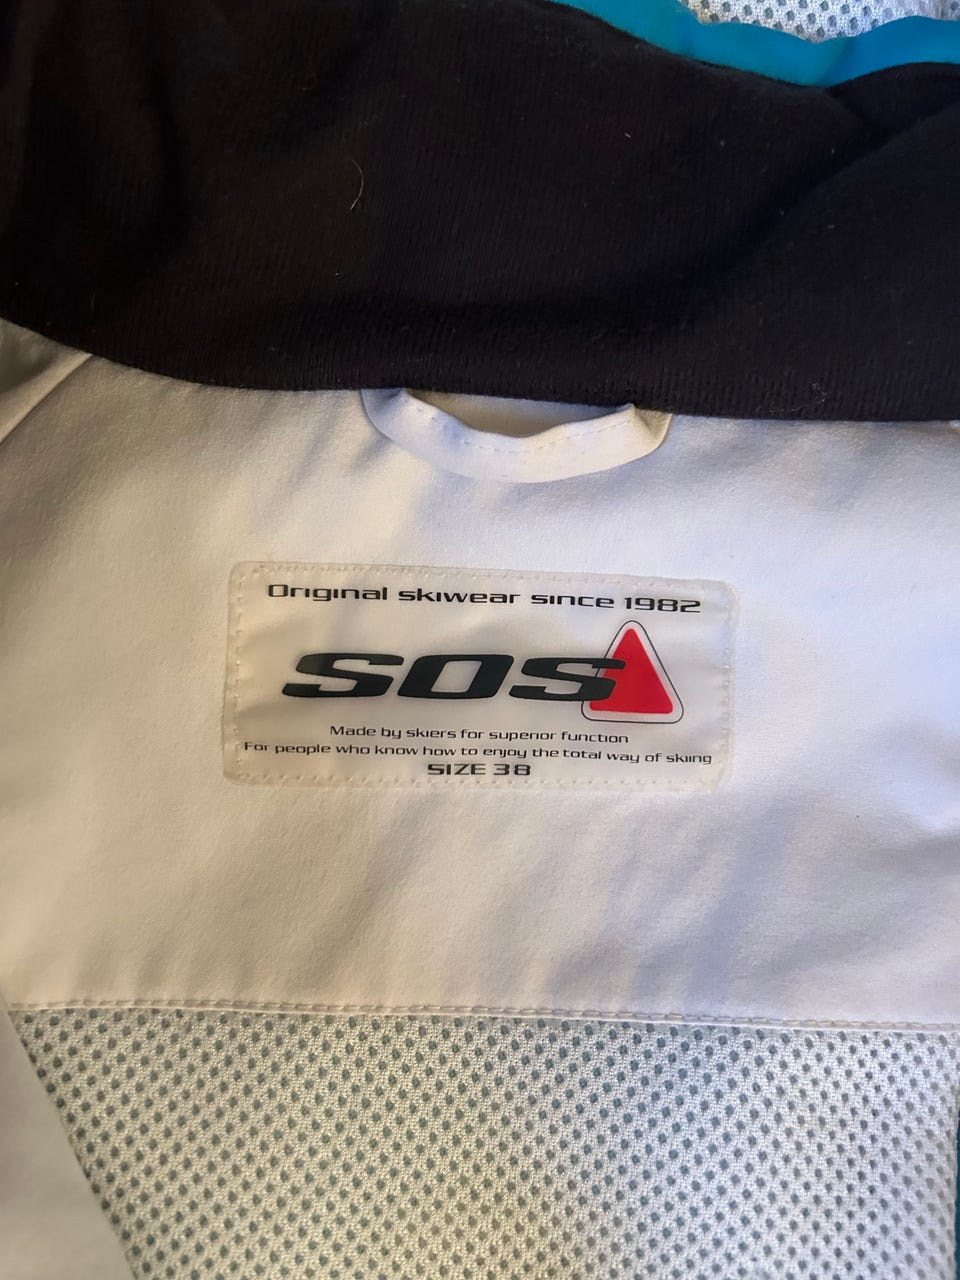 Original skiwear since 1982
SOS
Made by skiers for superior function
For people who know how to enjoy the total way of skiing
SIZE 38